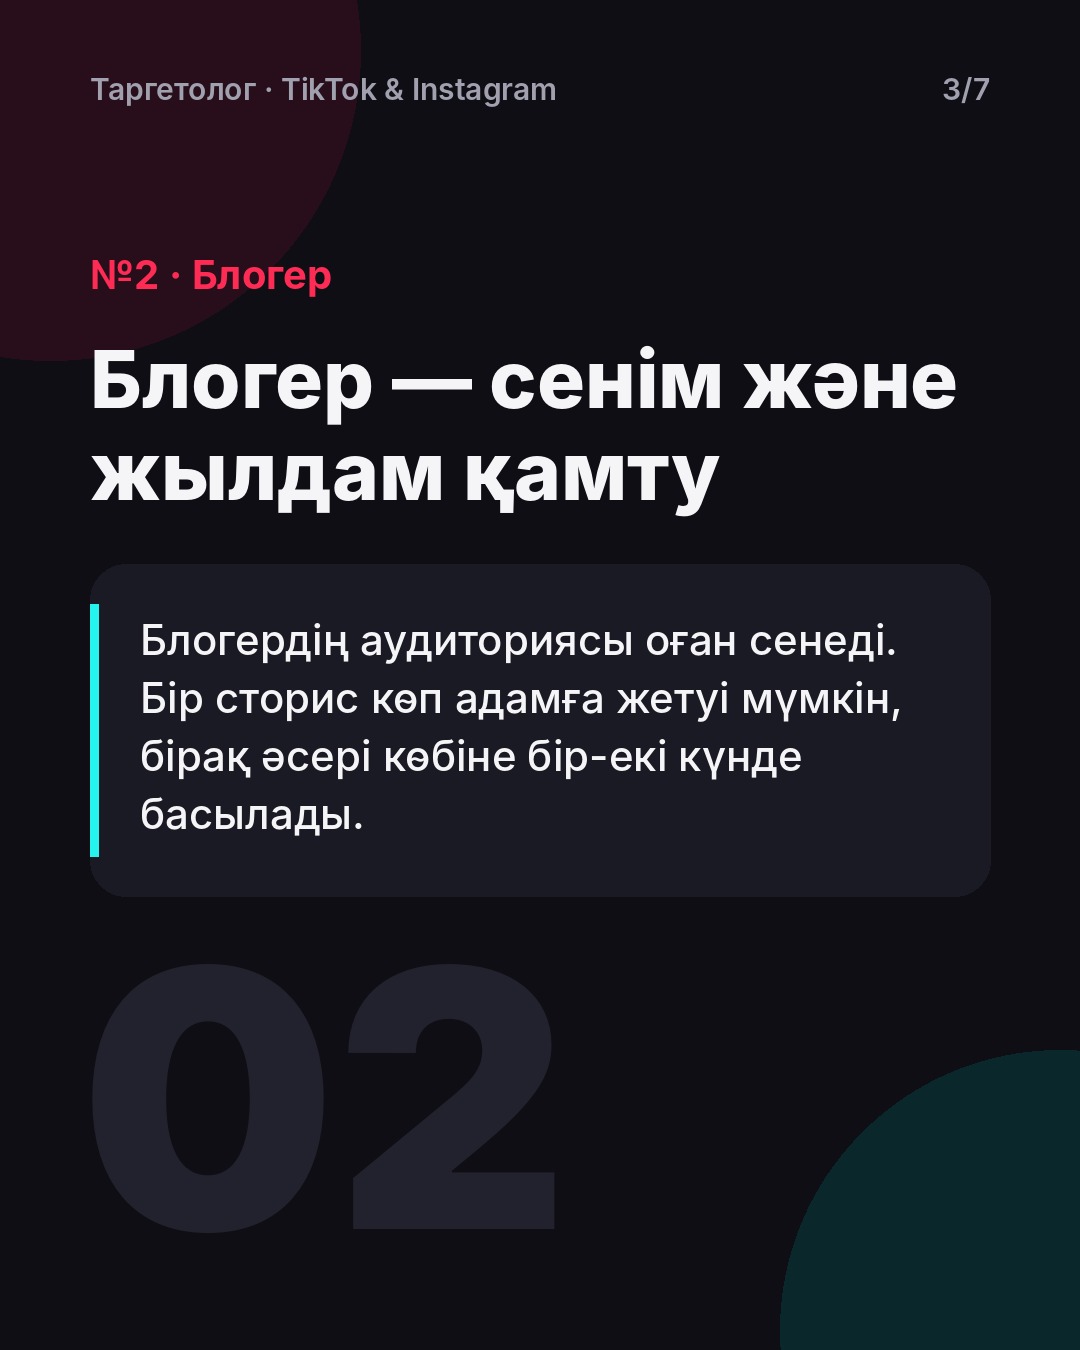 Таргетолог · TikTok & Instagram
3/7
№2 · Блогер
Блогер — сенім және
жылдам қамту
Блогердің аудиториясы оған сенеді.
Бір сторис көп адамға жетуі мүмкін,
бірақ әсері көбіне бір-екі күнде
басылады.
02